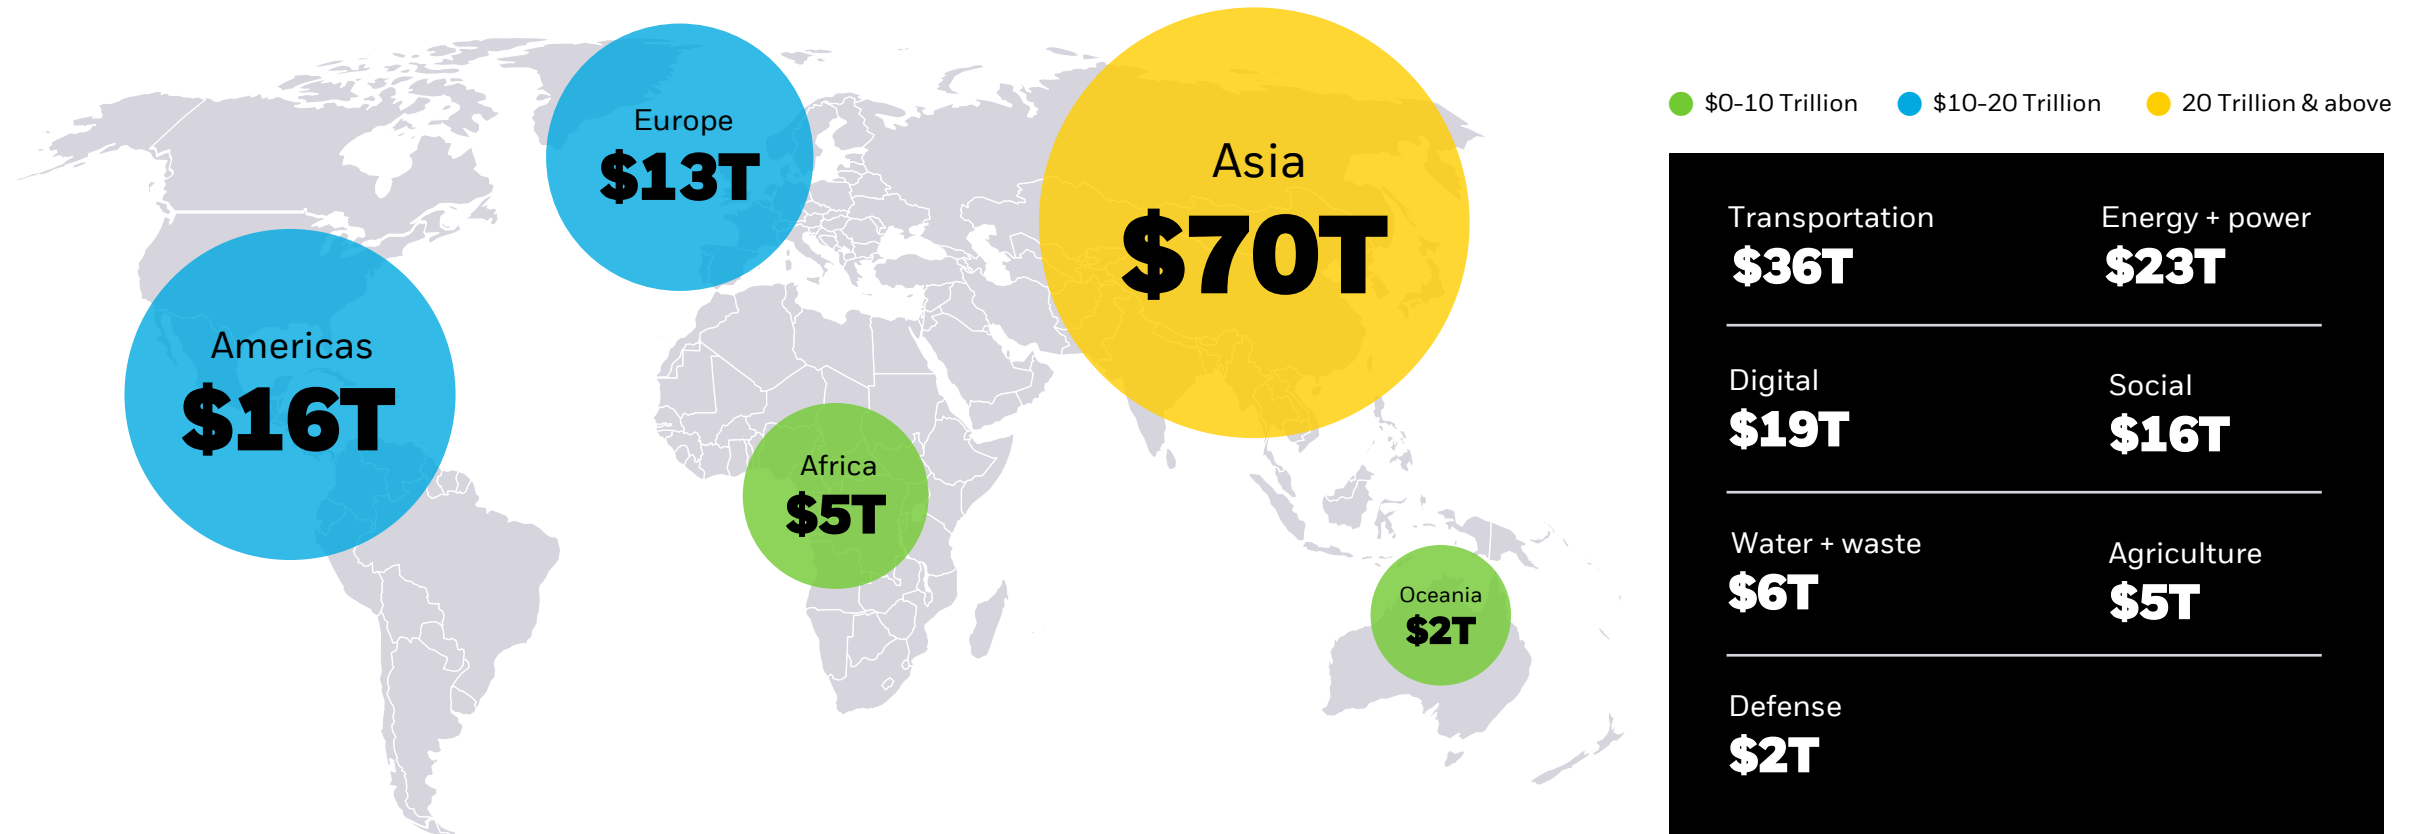 Europe
$13T
Asia
$70T
Americas
$16T
Africa
$5T
Oceania
$2T
$0-10 Trillion
$10-20 Trillion
20 Trillion & above
Transportation
$36T
Energy + power
$23T
Digital
$19T
Social
$16T
Water + waste
$6T
Agriculture
$5T
Defense
$2T